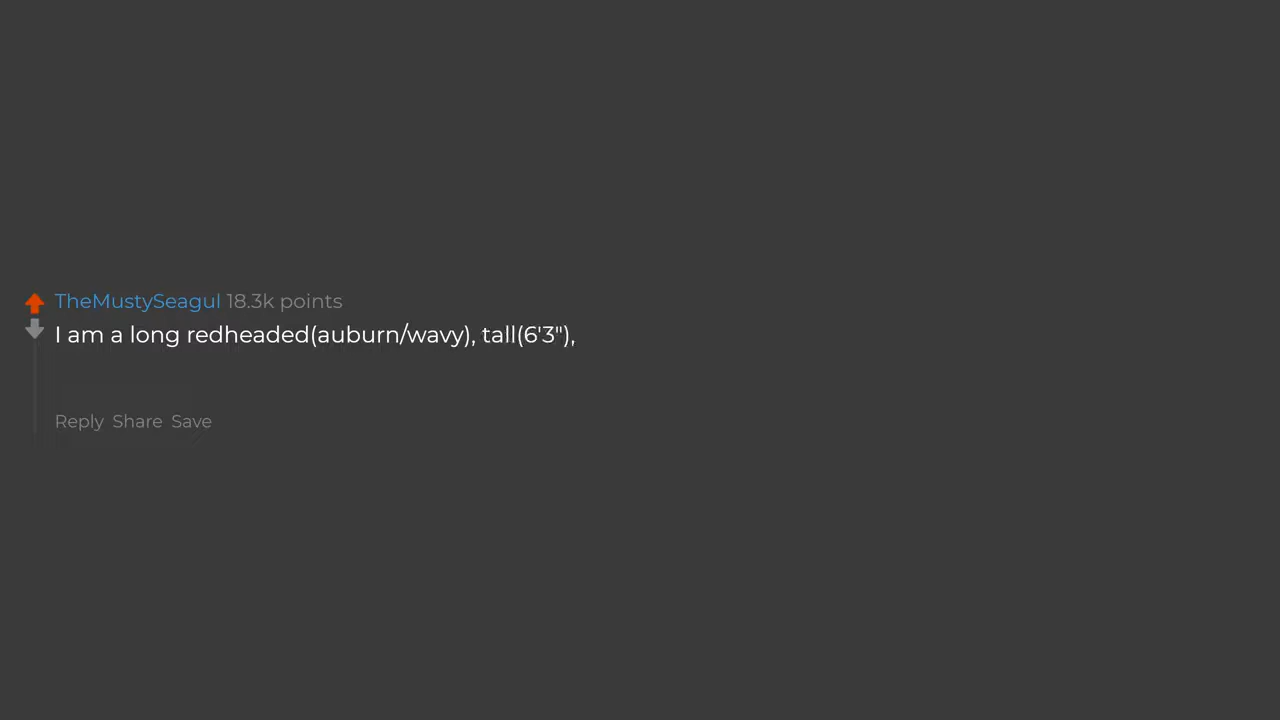 TheMustySeagul 18.3k points
I am a long redheaded(auburn/wavy), tall(6'3"),
Reply Share Save